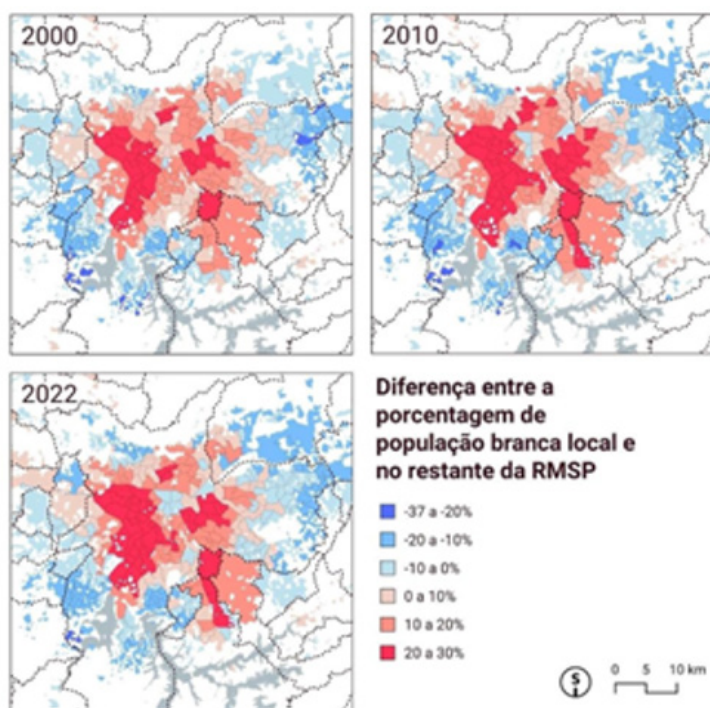 2000
2010
2022
Diferença entre a
porcentagem de
população branca local e
no restante da RMSP
-37 a -20%
-20 a -10%
-10 a 0%
0 a 10%
10 a 20%
20 a 30%
S
0 5 10 km